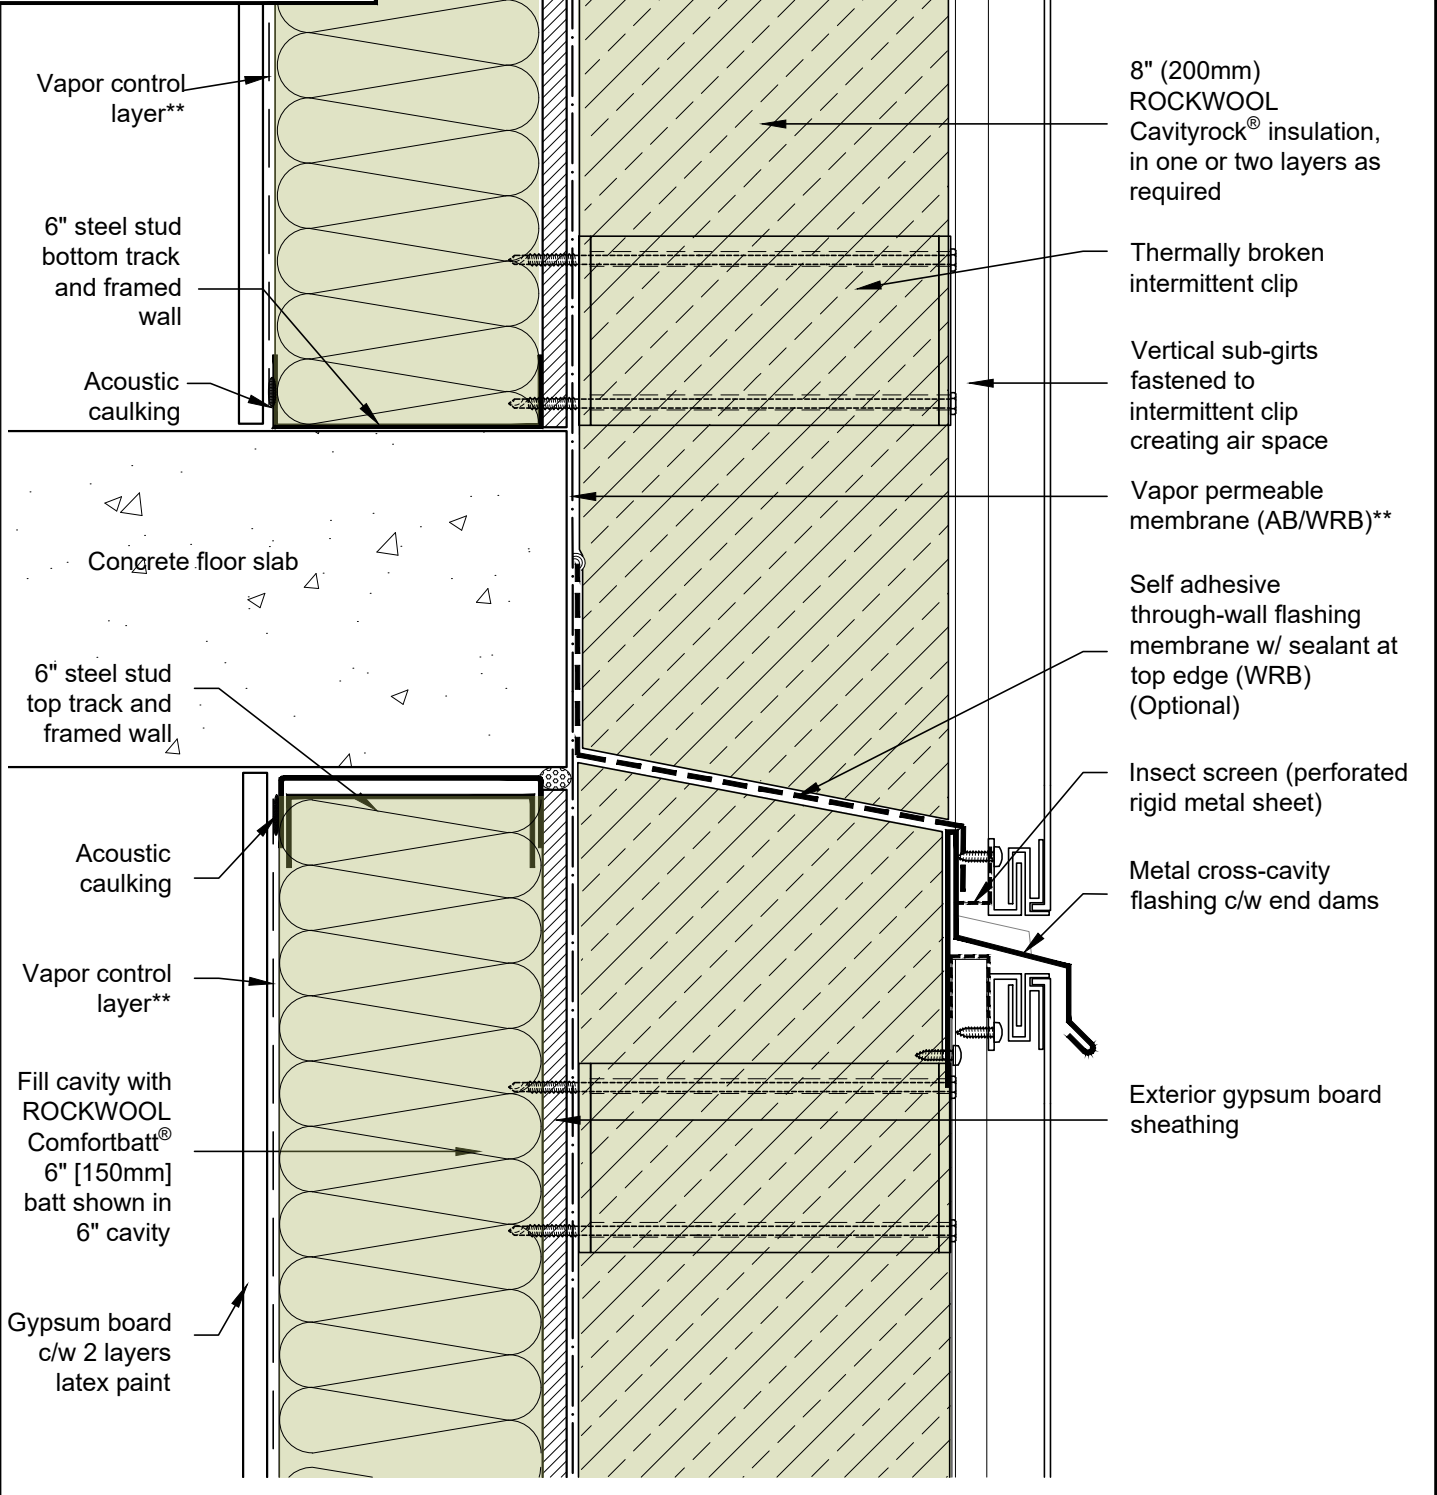 Vapor control
layer**
6" steel stud
bottom track
and framed
wall
Acoustic
caulking
Concrete floor slab
6" steel stud
top track and
framed wall
Acoustic
caulking
Vapor control
layer**
Fill cavity with
ROCKWOOL
Comfortbatt®
6" [150mm]
batt shown in
6" cavity
Gypsum board
c/w 2 layers
latex paint
8" (200mm)
ROCKWOOL
Cavityrock® insulation,
in one or two layers as
required
Thermally broken
intermittent clip
Vertical sub-girts
fastened to
intermittent clip
creating air space
Vapor permeable
membrane (AB/WRB)**
Self adhesive
through-wall flashing
membrane w/ sealant at
top edge (WRB)
(Optional)
Insect screen (perforated
rigid metal sheet)
Metal cross-cavity
flashing c/w end dams
Exterior gypsum board
sheathing